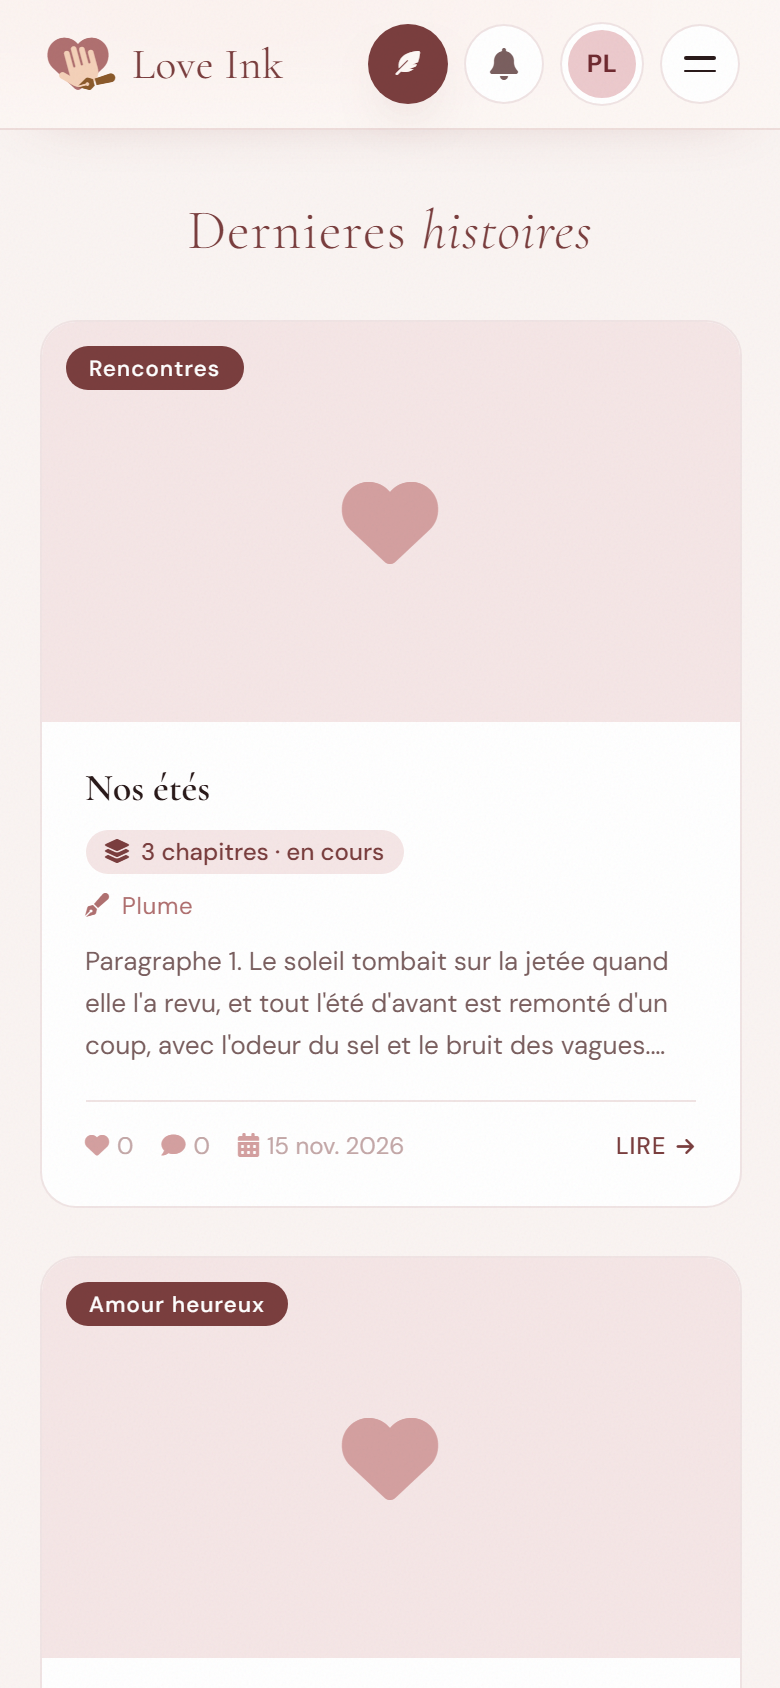 Love Ink
PL
Dernieres histoires
Rencontres
Nos étés
3 chapitres · en cours
Plume
Paragraphe 1. Le soleil tombait sur la jetée quand
elle l'a revu, et tout l'été d'avant est remonté d'un
coup, avec l'odeur du sel et le bruit des vagues....
0 0 15 nov. 2026 LIRE →
Amour heureux